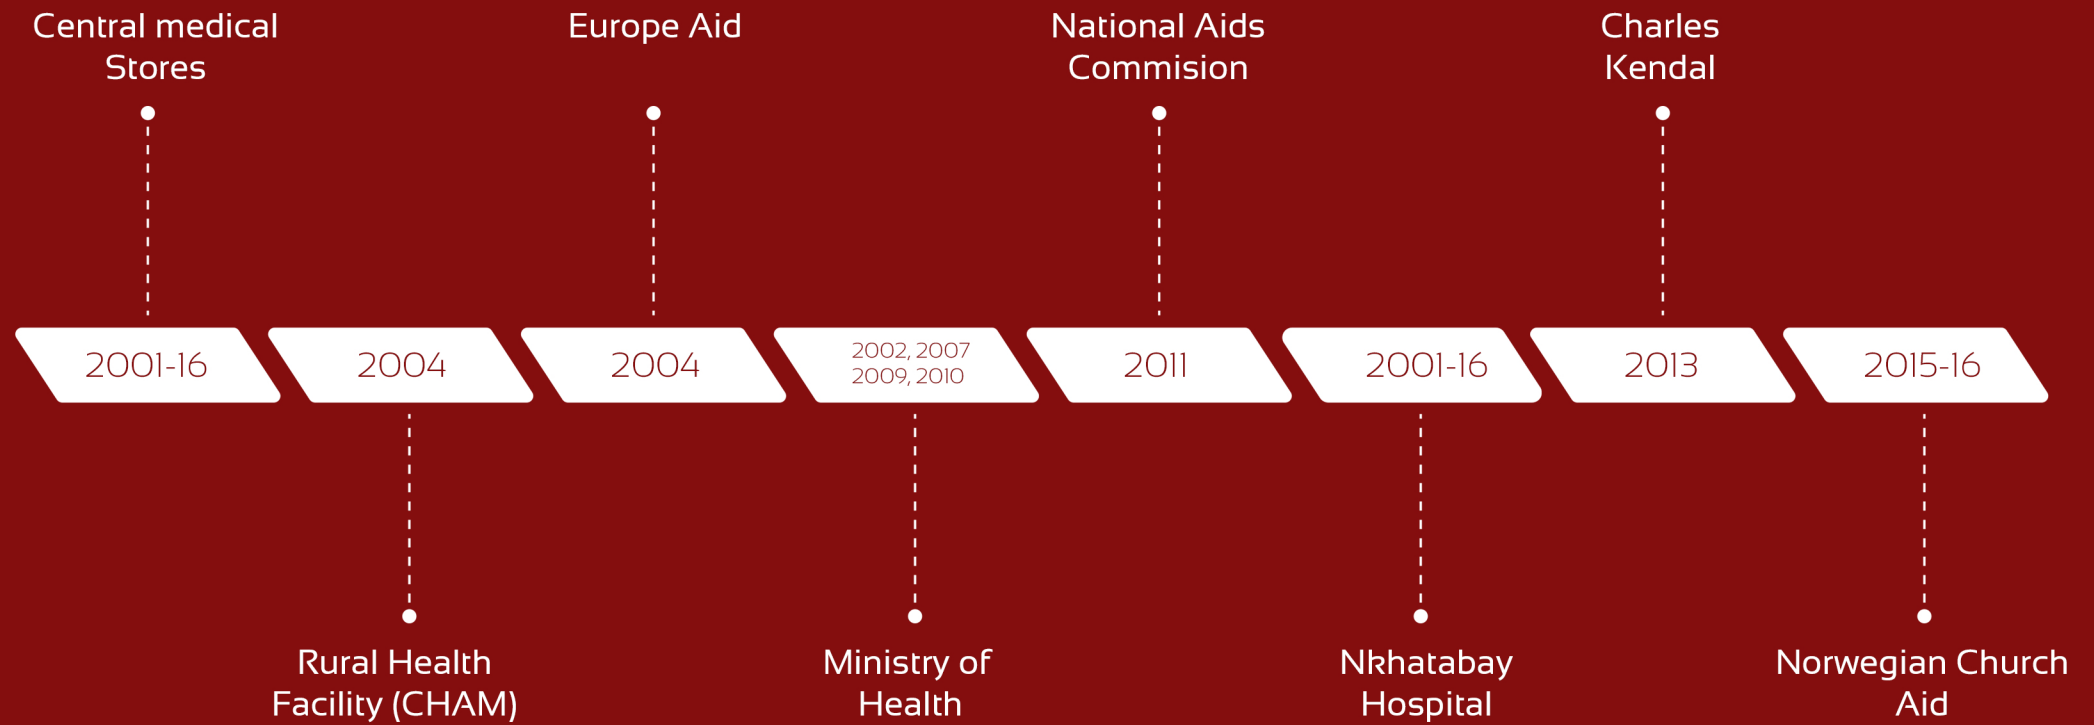 Central medical
Stores
Europe Aid
National Aids
Commision
Charles
Kendal
2001-16
2004
2004
2002, 2007
2009, 2010
2011
2001-16
2013
2015-16
Rural Health
Facility (CHAM)
Ministry of
Health
Nkhatabay
Hospital
Norwegian Church
Aid